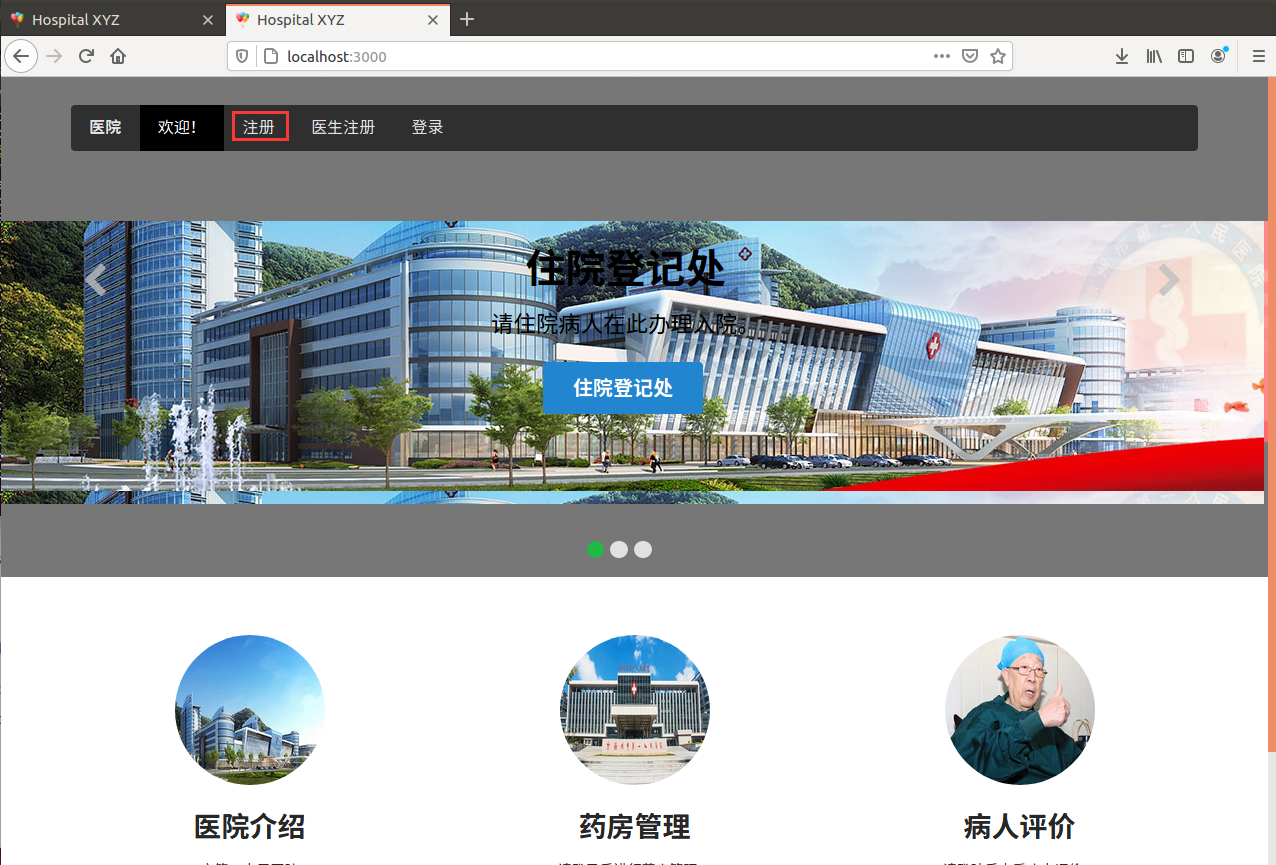 Hospital XYZ
Hospital XYZ
localhost:3000
医院 欢迎! 注册 医生注册 登录
住院登记处
请住院病人在此办理入院。
住院登记处
医院介绍 药房管理 病人评价